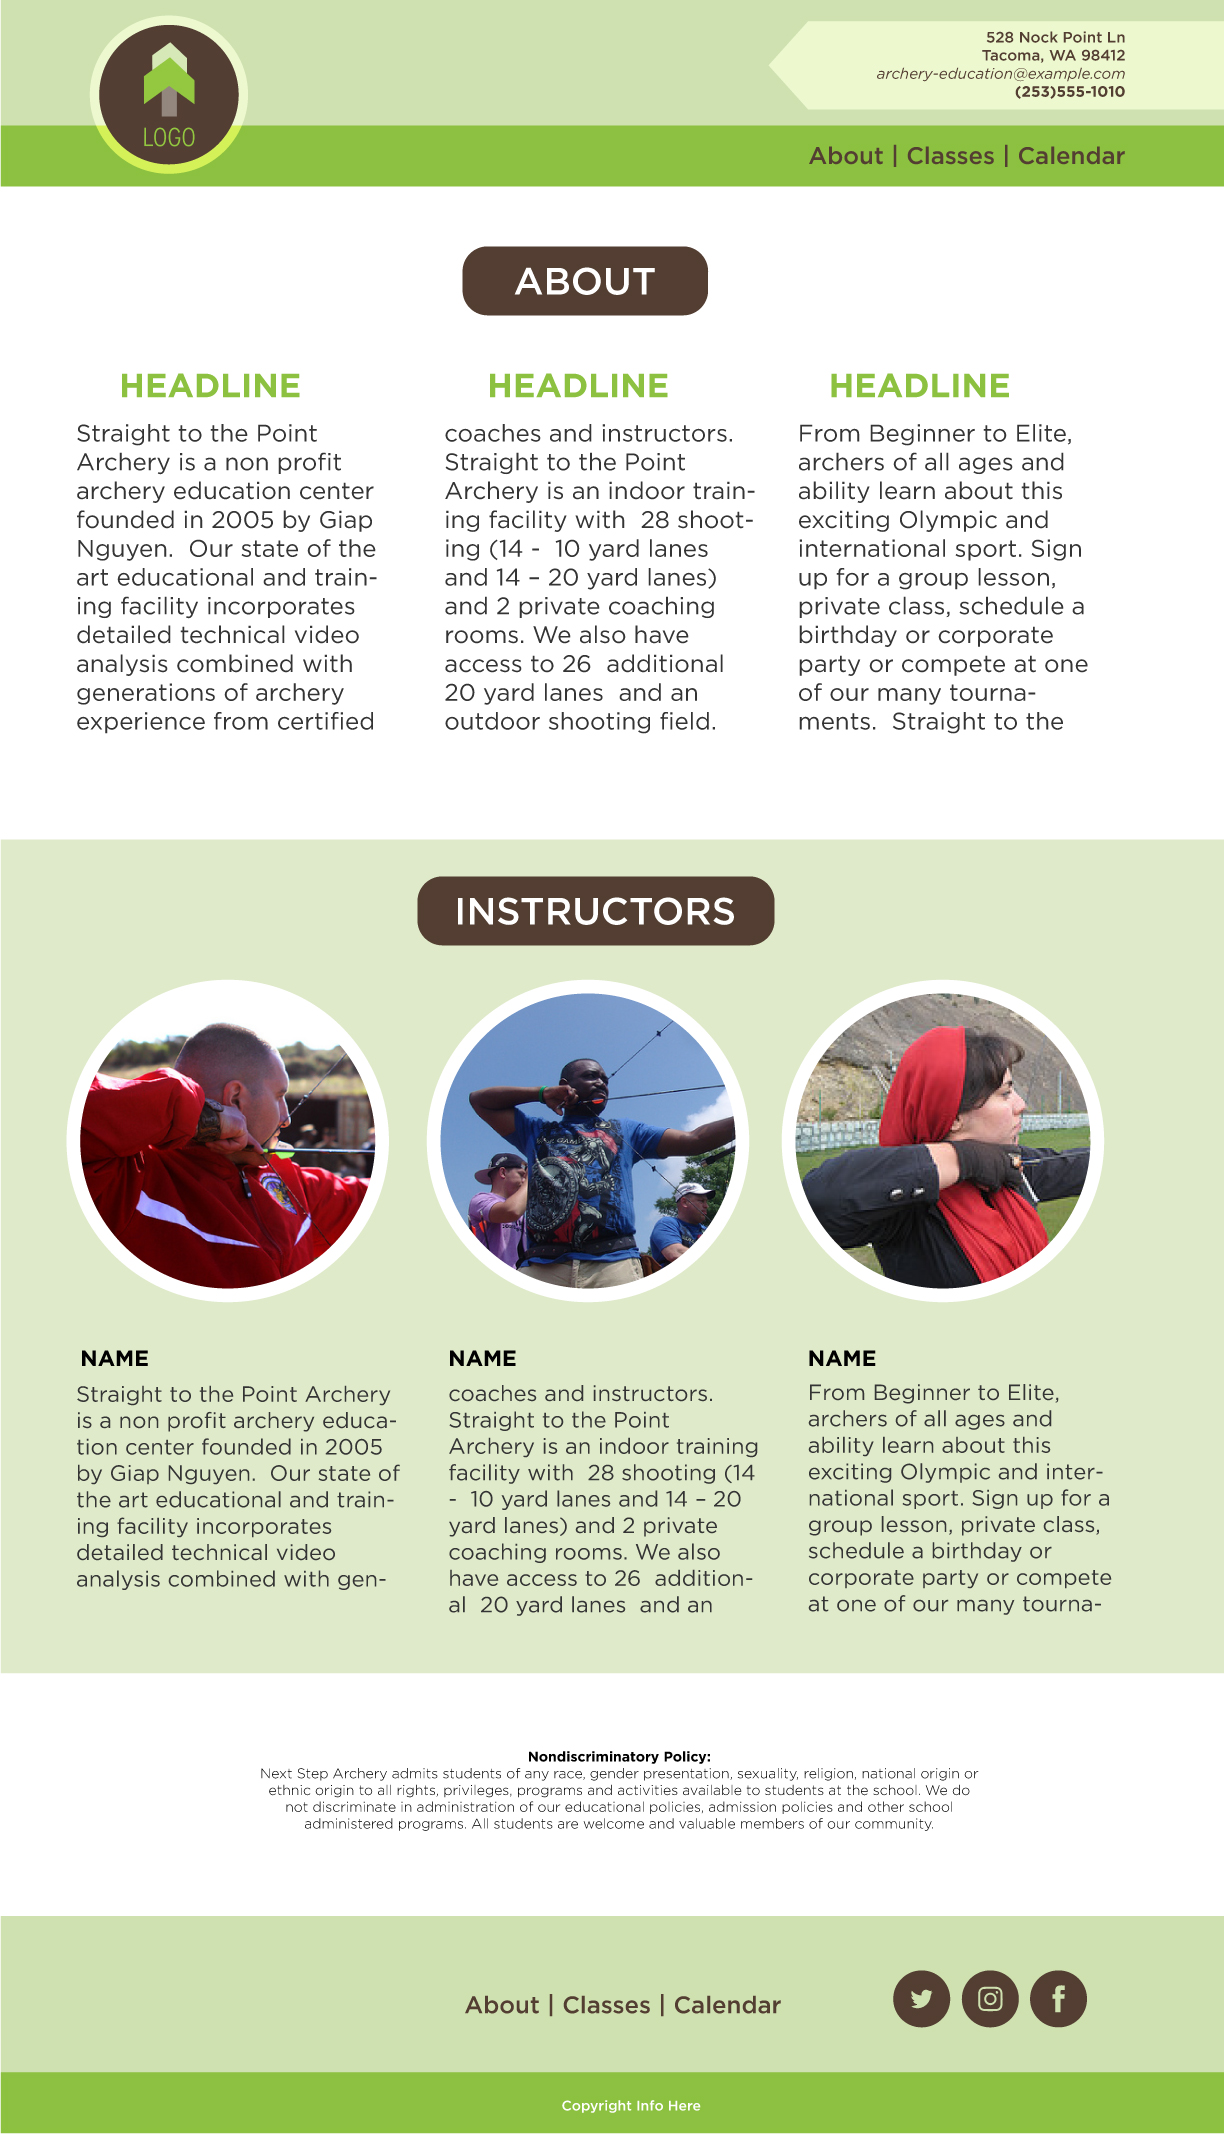 528 Nock Point Ln
Tacoma, WA 98412
archery-education@example.com
(253)555-1010
LOGO
About | Classes | Calendar
ABOUT
HEADLINE
Straight to the Point
Archery is a non profit
archery education center
founded in 2005 by Giap
Nguyen.  Our state of the
art educational and train-
ing facility incorporates
detailed technical video
analysis combined with
generations of archery
experience from certified
HEADLINE
coaches and instructors.
Straight to the Point
Archery is an indoor train-
ing facility with  28 shoot-
ing (14 -  10 yard lanes
and 14 – 20 yard lanes)
and 2 private coaching
rooms. We also have
access to 26  additional
20 yard lanes  and an
outdoor shooting field.
HEADLINE
From Beginner to Elite,
archers of all ages and
ability learn about this
exciting Olympic and
international sport. Sign
up for a group lesson,
private class, schedule a
birthday or corporate
party or compete at one
of our many tourna-
ments.  Straight to the
INSTRUCTORS
NAME
Straight to the Point Archery
is a non profit archery educa-
tion center founded in 2005
by Giap Nguyen.  Our state of
the art educational and train-
ing facility incorporates
detailed technical video
analysis combined with gen-
NAME
coaches and instructors.
Straight to the Point
Archery is an indoor training
facility with  28 shooting (14
-  10 yard lanes and 14 – 20
yard lanes) and 2 private
coaching rooms. We also
have access to 26  addition-
al  20 yard lanes  and an
NAME
From Beginner to Elite,
archers of all ages and
ability learn about this
exciting Olympic and inter-
national sport. Sign up for a
group lesson, private class,
schedule a birthday or
corporate party or compete
at one of our many tourna-
Nondiscriminatory Policy:
Next Step Archery admits students of any race, gender presentation, sexuality, religion, national origin or
ethnic origin to all rights, privileges, programs and activities available to students at the school. We do
not discriminate in administration of our educational policies, admission policies and other school
administered programs. All students are welcome and valuable members of our community.
About | Classes | Calendar
Copyright Info Here